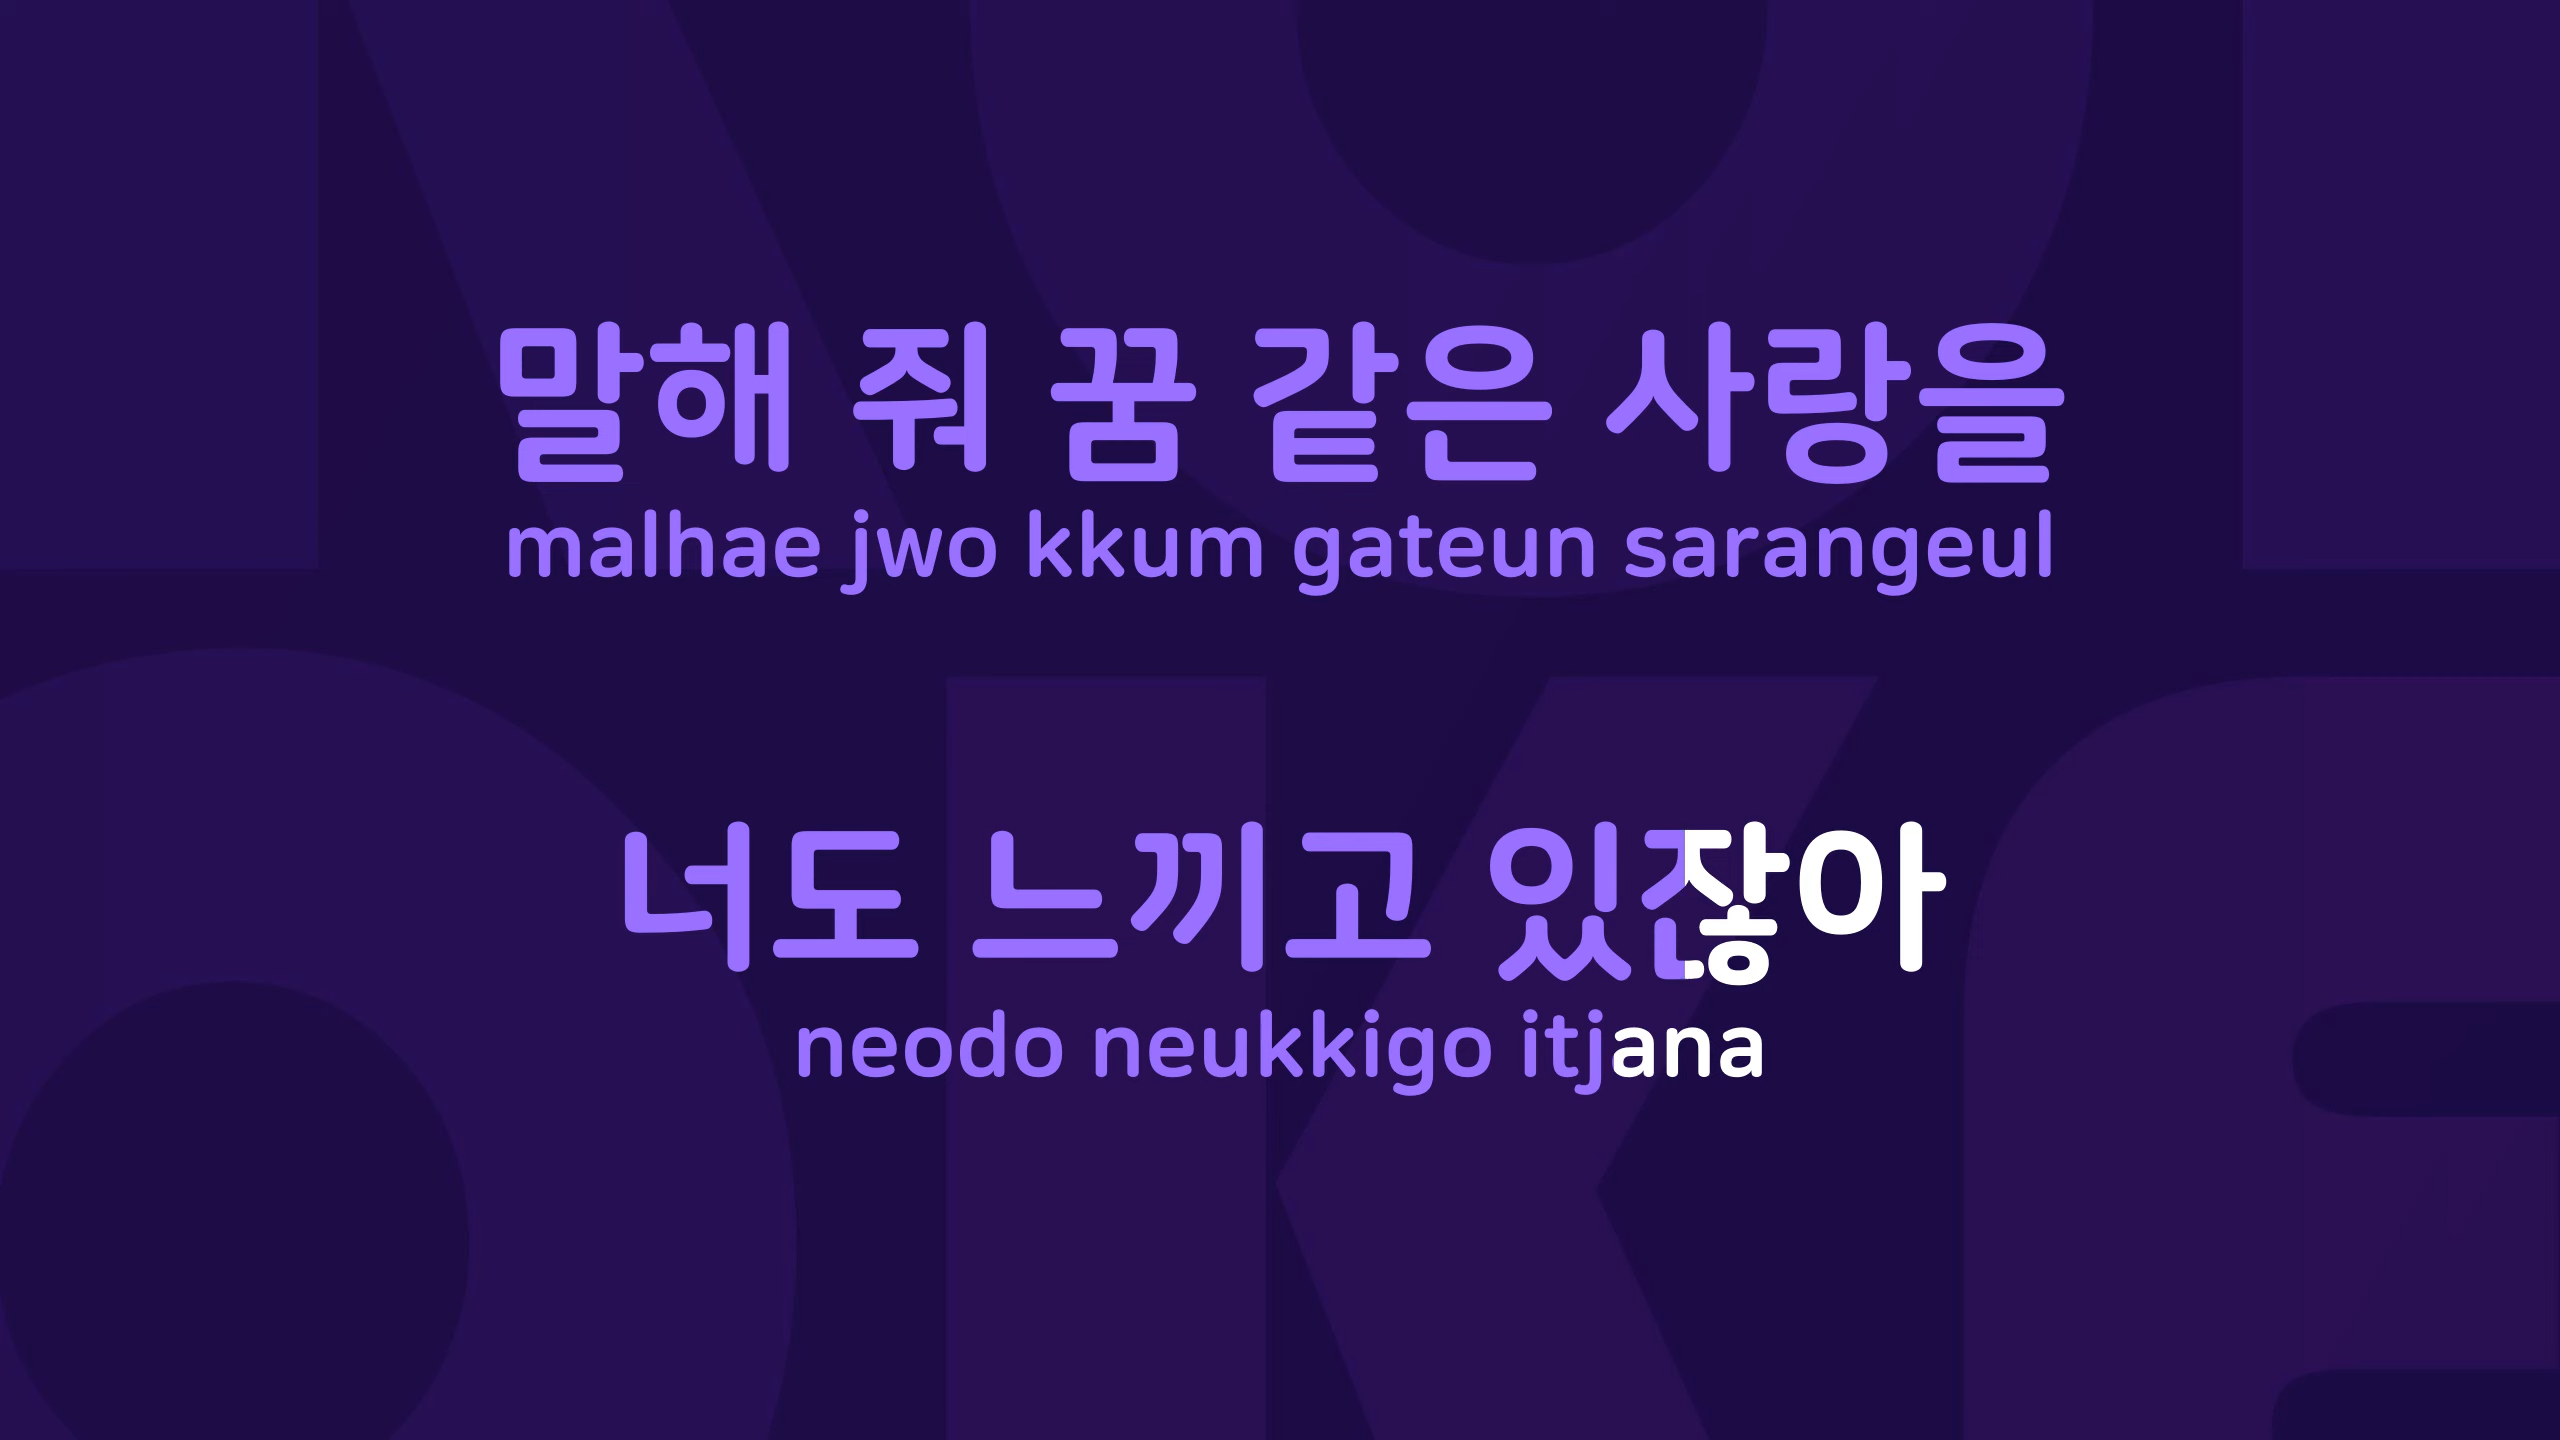 말해 줘 꿈 같은 사랑을
malhae jwo kkum gateun sarangeul
너도 느끼고 있잖아
neodo neukkigo itjana